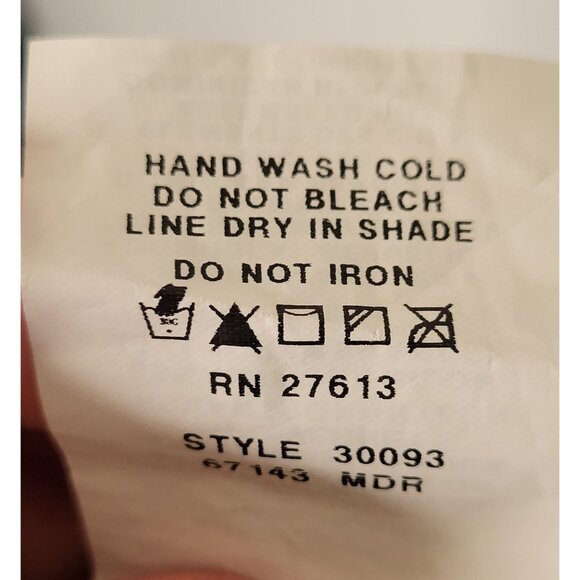 HAND WASH COLD
DO NOT BLEACH
LINE DRY IN SHADE
DO NOT IRON
RN 27613
STYLE 30093
67143 MDR